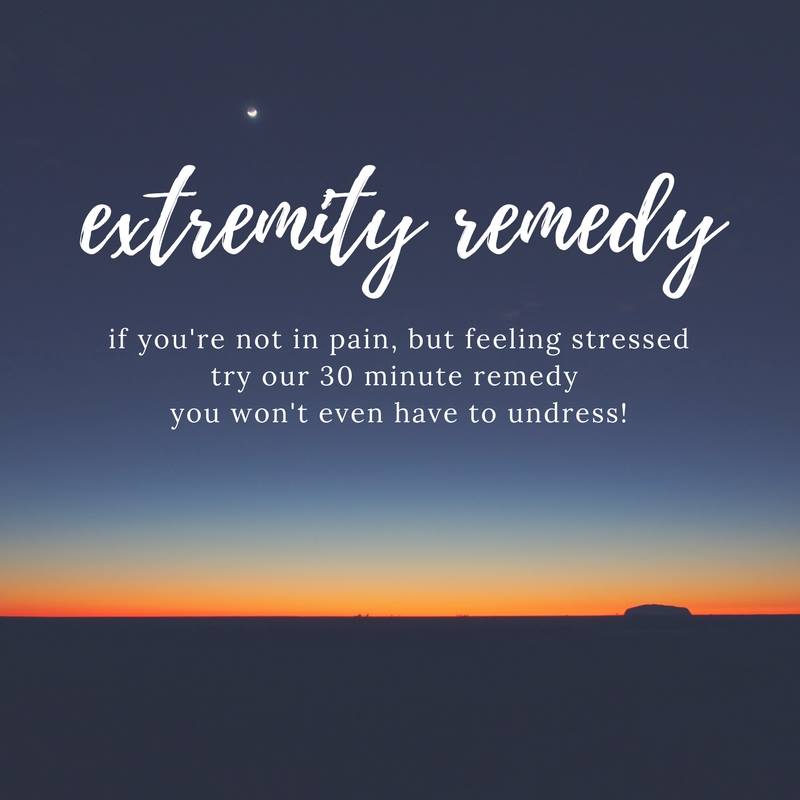 extremity remedy
if you're not in pain, but feeling stressed
try our 30 minute remedy
you won't even have to undress!